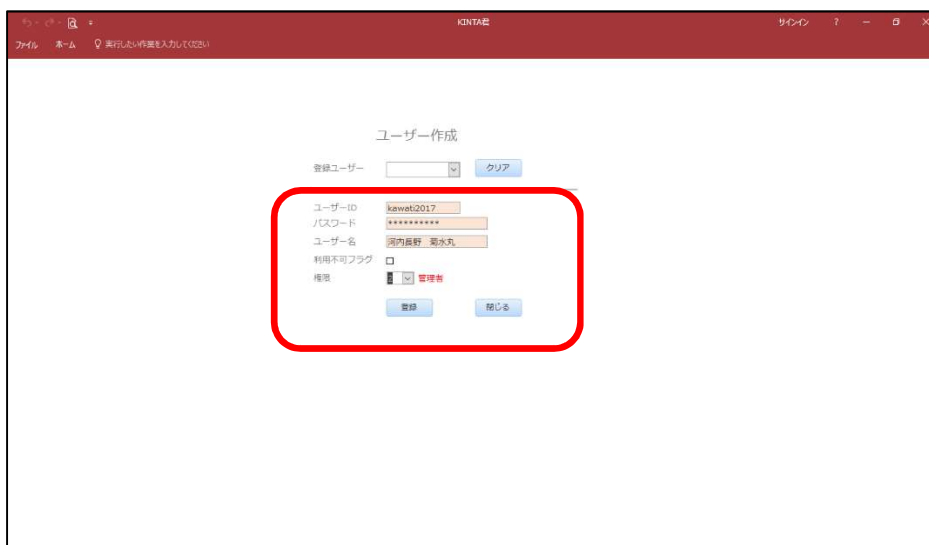 KINTA君 サインイン ?
ファイル ホーム 実行したい作業を入力してください
ユーザー作成
登録ユーザー クリア
ユーザーID kawati2017
パスワード **********
ユーザー名 河内長野 菊水丸
利用不可フラグ
権限 2 管理者
登録 閉じる